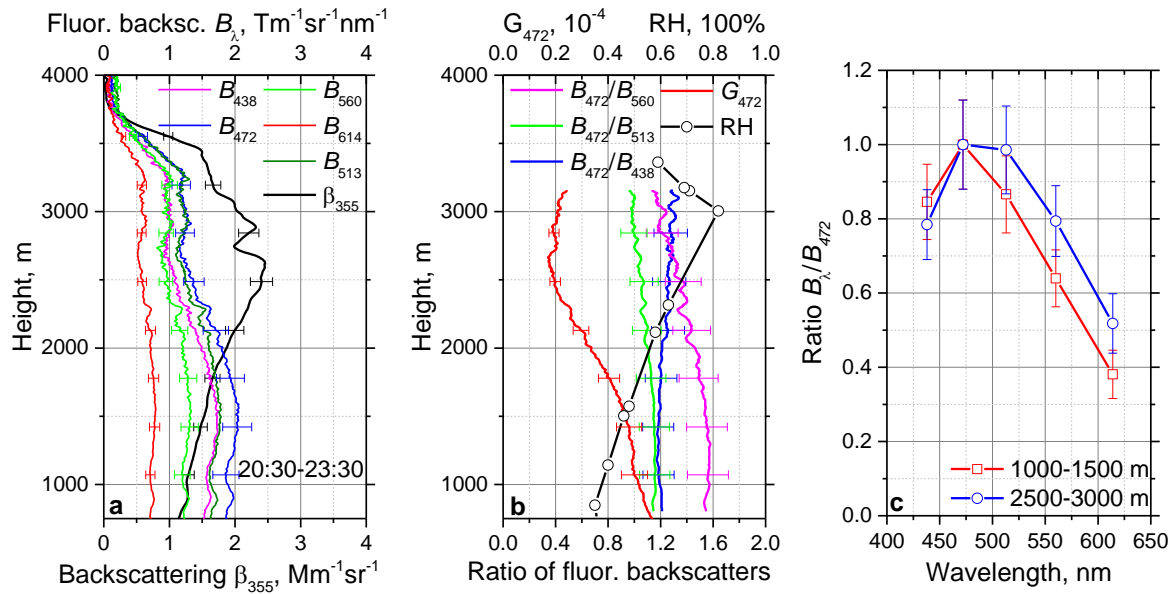 Fluor. backsc. B_λ, Tm⁻¹sr⁻¹nm⁻¹
0 1 2 3 4
4000
3000
2000
1000
Height, m
B₄₃₈
B₅₆₀
B₄₇₂
B₆₁₄
B₅₁₃
β₃₅₅
a
20:30-23:30
0 1 2 3 4
Backscattering β₃₅₅, Mm⁻¹sr⁻¹
G₄₇₂, 10⁻⁴
RH, 100%
0.0 0.2 0.4 0.6 0.8 1.0
4000
3000
2000
1000
Height, m
B₄₇₂/B₅₆₀
G₄₇₂
B₄₇₂/B₅₁₃
RH
B₄₇₂/B₄₃₈
b
0.0 0.4 0.8 1.2 1.6 2.0
Ratio of fluor. backscatters
1.2
1.0
0.8
0.6
0.4
0.2
0.0
Ratio B_λ/B₄₇₂
1000-1500 m
c
2500-3000 m
400 450 500 550 600 650
Wavelength, nm